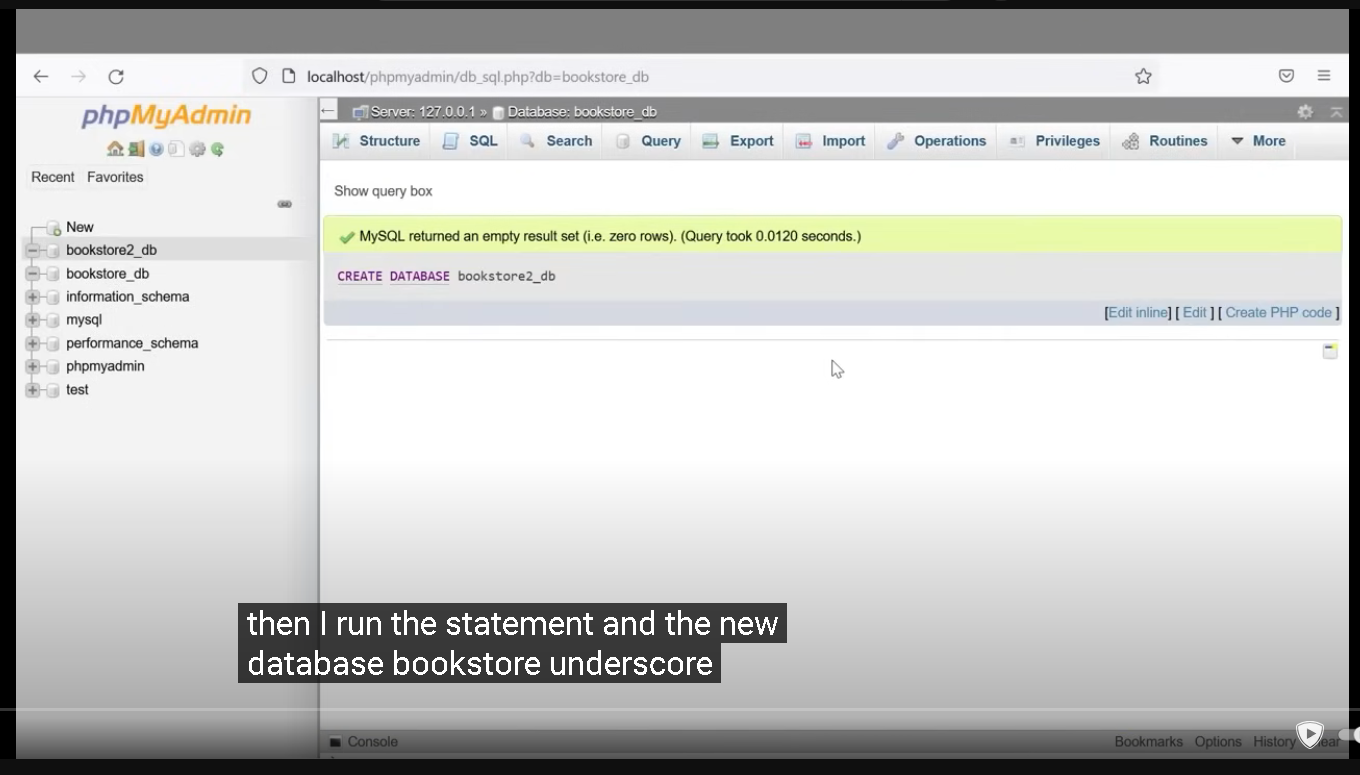 localhost/phpmyadmin/db_sql.php?db=bookstore_db
phpMyAdmin
Server: 127.0.0.1 » Database: bookstore_db
Structure SQL Search Query Export Import Operations Privileges Routines More
Recent Favorites
Show query box
New
bookstore2_db
bookstore_db
information_schema
mysql
performance_schema
phpmyadmin
test
MySQL returned an empty result set (i.e. zero rows). (Query took 0.0120 seconds.)
CREATE DATABASE bookstore2_db
[Edit inline] [ Edit ] [ Create PHP code ]
then I run the statement and the new
database bookstore underscore
Console Bookmarks Options History